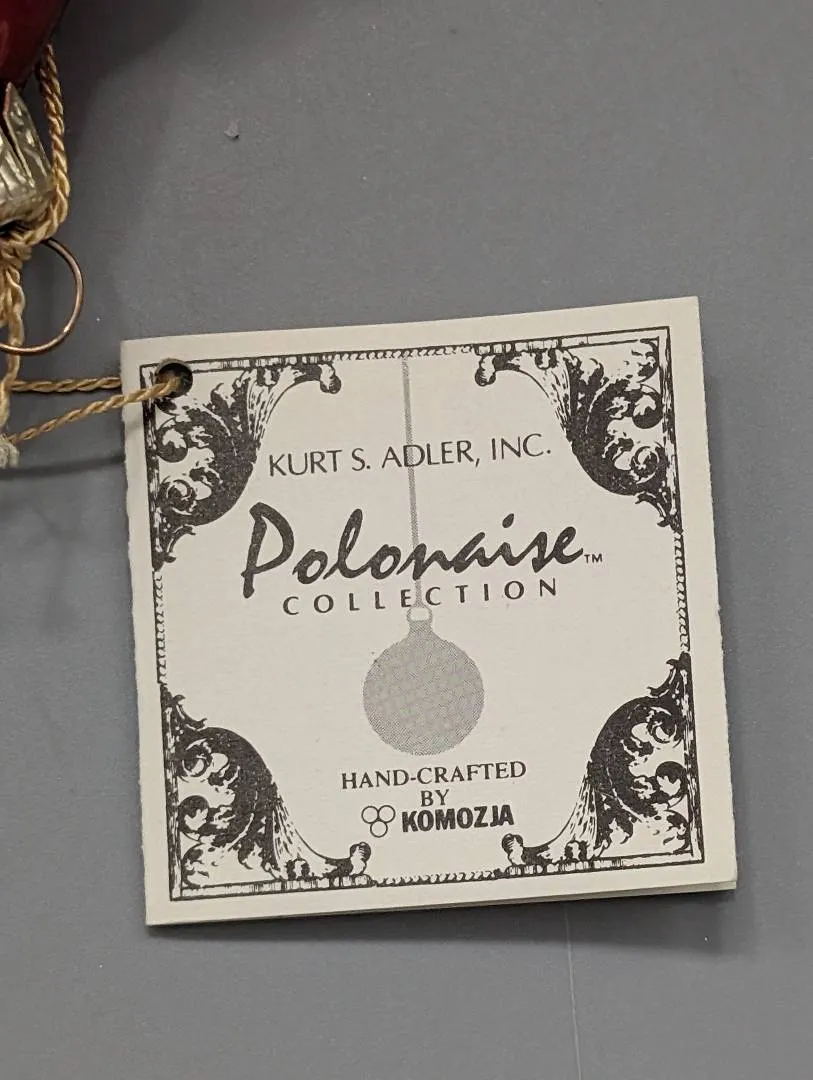 KURT S. ADLER, INC.
Polonaise™
COLLECTION
HAND-CRAFTED
BY
KOMOZJA